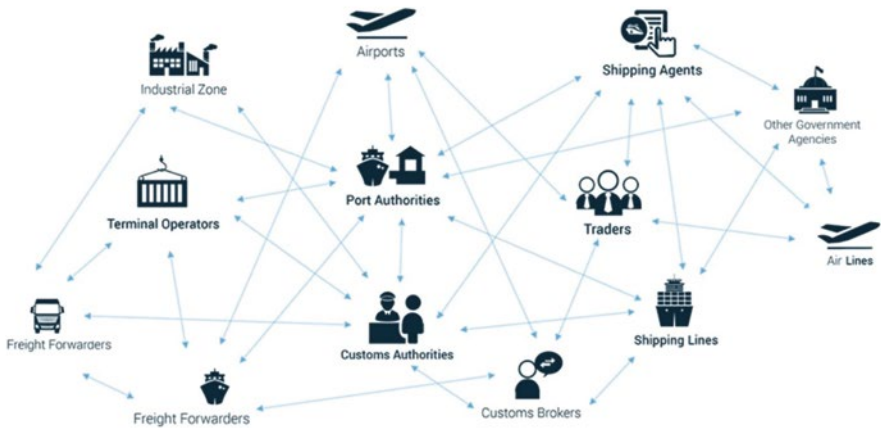 Airports
Shipping Agents
Industrial Zone
Other Government
Agencies
Port Authorities
Terminal Operators
Traders
Air Lines
Freight Forwarders
Customs Authorities
Shipping Lines
Freight Forwarders
Customs Brokers